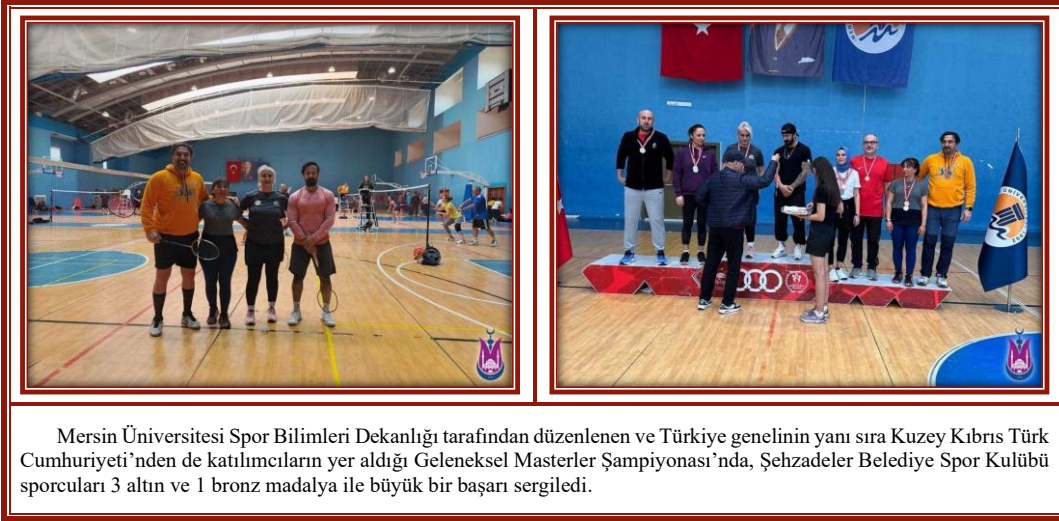 Mersin Üniversitesi Spor Bilimleri Dekanlığı tarafından düzenlenen ve Türkiye genelinin yanı sıra Kuzey Kıbrıs Türk
Cumhuriyeti’nden de katılımcıların yer aldığı Geleneksel Masterler Şampiyonası’nda, Şehzadeler Belediye Spor Kulübü
sporcuları 3 altın ve 1 bronz madalya ile büyük bir başarı sergiledi.